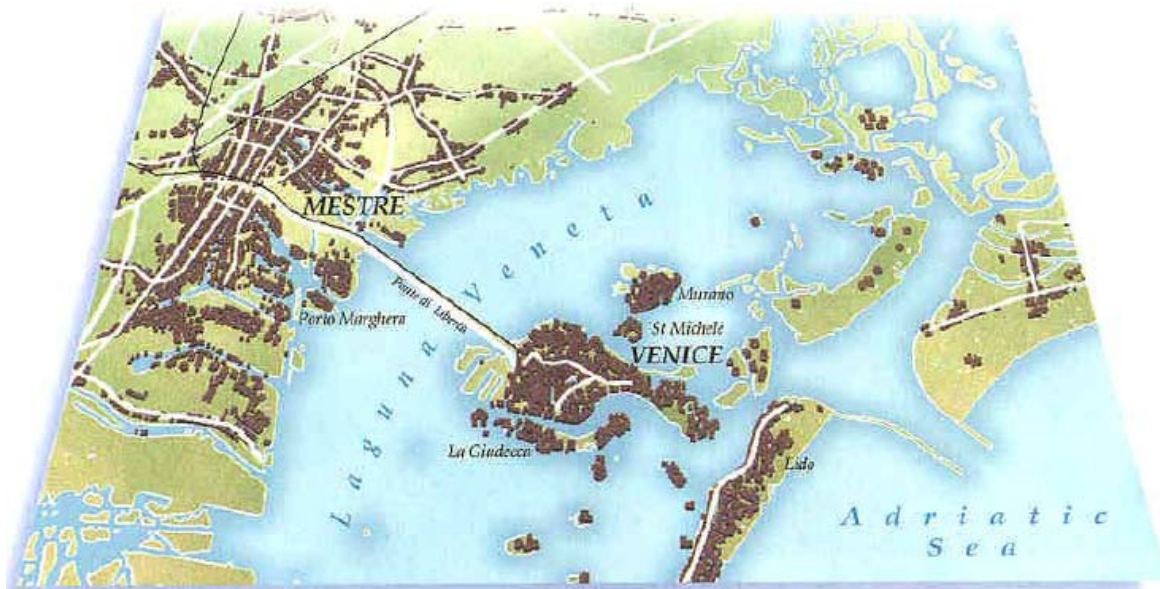 MESTRE
Laguna Veneta
Ponte di Libertà
Porto Marghera
Murano
St Michele
VENICE
La Giudecca
Lido
Adriatic
Sea